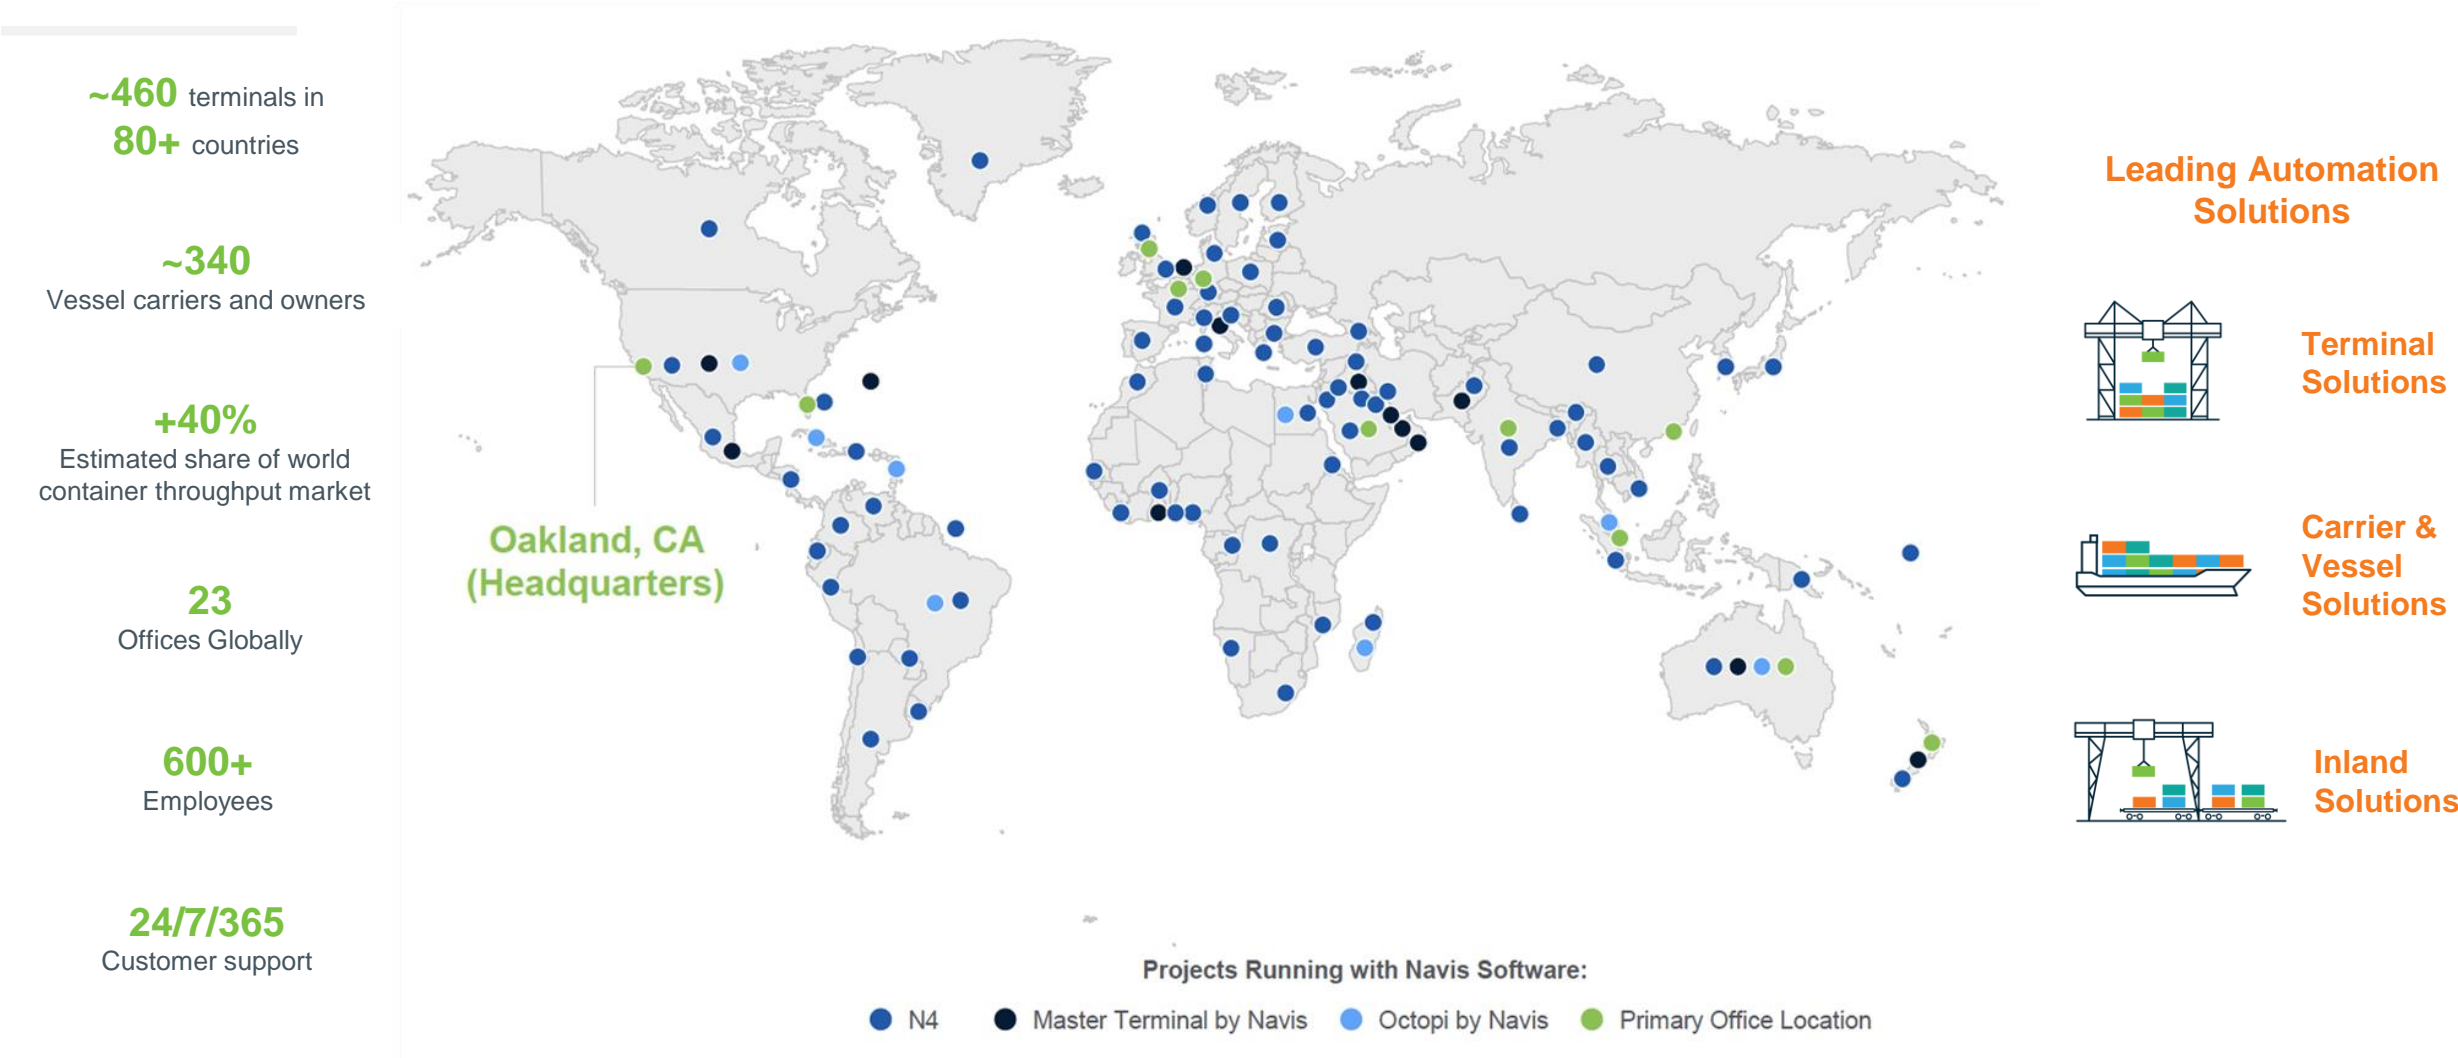 ~460 terminals in
80+ countries
~340
Vessel carriers and owners
+40%
Estimated share of world
container throughput market
23
Offices Globally
600+
Employees
24/7/365
Customer support
Oakland, CA
(Headquarters)
Projects Running with Navis Software:
N4 Master Terminal by Navis Octopi by Navis Primary Office Location
Leading Automation
Solutions
Terminal
Solutions
Carrier &
Vessel
Solutions
Inland
Solutions